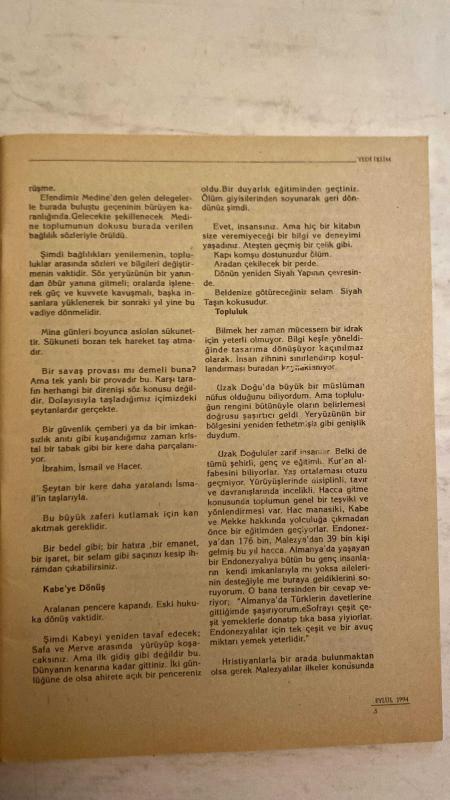 YEDİ İKLİM
rüşme.
Efendimiz Medine'den gelen delegeler-
le burada buluştu geçeninin bürüyen ka-
ranlığında.Gelecekte şekillenecek Medi-
ne toplumunun dokusu burada verilen
bağlılık sözleriyle örüldü.
Şimdi bağlılıkları yenilemenin, toplu-
luklar arasında sözleri ve bilgileri değiştir-
menin vaktidir. Söz yeryüzünün bir yanın-
dan öbür yanına gitmeli; oralarda işlene-
rek güç ve kuvvete kavuşmalı, başka in-
sanlara yüklenerek bir sonraki yıl yine bu
vadiye dönmelidir.
Mina günleri boyunca aslolan sükunet-
tir. Sükuneti bozan tek hareket taş atma-
dır.
Bir savaş provası mı demeli buna?
Ama tek yanlı bir provadır bu. Karşı tara-
fın herhangi bir direnişi söz konusu değil-
dir. Dolayısıyla taşladığımız içimizdeki
şeytanlardır gerçekte.
Bir güvenlik çemberi ya da bir imkan-
sızlık anıtı gibi kuşandığımız zaman kris-
tal bir tabak gibi bir kere daha parçalanı-
yor.
İbrahim, İsmail ve Hacer.
Şeytan bir kere daha yaralandı İsma-
il'in taşlarıyla.
Bu büyük zaferi kutlamak için kan
akıtmak gereklidir.
Bir bedel gibi; bir hatıra ,bir emanet,
bir işaret, bir selam gibi saçınızı kesip ih-
ramdan çıkabilirsiniz.
Kabe'ye Dönüş
Aralanan pencere kapandı. Eski huku-
ka dönüş vaktidir.
Şimdi Kabeyi yeniden tavaf edecek;
Safa ve Merve arasında yürüyüp koşa-
caksınız. Ama ilk gidiş gibi değildir bu.
Dünyanın kenarına kadar gittiniz. İki gün-
lüğüne de olsa ahirete açık bir pencereniz
oldu.Bir duyarlık eğitiminden geçtiniz.
Ölüm giyisilerinden soyunarak geri dön-
dünüz şimdi.
Evet, insansınız. Ama hiç bir kitabın
size veremiyeceği bir bilgi ve deneyimi
yaşadınız. Ateşten geçmiş bir çelik gibi.
Kapı komşu dostunuzdur ölüm.
Aradan çekilecek bir perde.
Dönün yeniden Siyah Yapının çevresin-
de.
Beldenize götüreceğiniz selam Siyah
Taşın kokusudur.
Topluluk
Bilmek her zaman mücessem bir idrak
için yeterli olmuyor. Bilgi keşfe yöneldi-
ğinde tasarıma dönüşüyor kaçınılmaz
olarak. İnsan zihnini sınırlandırıp koşul-
landırması buradan kaynaklanıyor.
Uzak Doğu'da büyük bir müslüman
nüfus olduğunu biliyordum. Ama toplulu-
ğun rengini bütünüyle oların belirlemesi
doğrusu şaşırtıcı geldi. Yeryüzünün bir
bölgesini yeniden fethetmiş gibi genişlik
duydum.
Uzak Doğulular zarif insanlar. Belki de
tümü şehirli, genç ve eğitimli. Kur'an al-
fabesini biliyorlar. Yaş ortalaması otuzu
geçmiyor. Yürüyüşlerinde disiplinli, tavır
ve davranışlarında incelikli. Hacca gitme
konusunda toplumun genel bir teşviki ve
yönlendirmesi var. Hac manasiki, Kabe
ve Mekke hakkında yolculuğa çıkmadan
önce bir eğitimden geçiyorlar. Endonez-
ya'dan 176 bin, Malezya'dan 39 bin kişi
gelmiş bu yıl hacca. Almanya'da yaşayan
bir Endonezyalıya bütün bu genç insanla-
rın kendi imkanlarıyla mı yoksa aileleri-
nin desteğiyle me buraya geldiklerini so-
ruyorum. O bana tersinden bir cevap ve-
riyor; "Almanya'da Türklerin davetlerine
gittiğimde şaşırıyorum.eSofrayı çeşit çe-
şit yemeklerle donatıp tıka basa yiyiorlar.
Endonezyalılar için tek çeşit ve bir avuç
miktarı yemek yeterlidir."
Hristiyanlarla bir arada bulunmaktan
olsa gerek Malezyalılar ilkeler konusunda
EYLÜL 1994
5